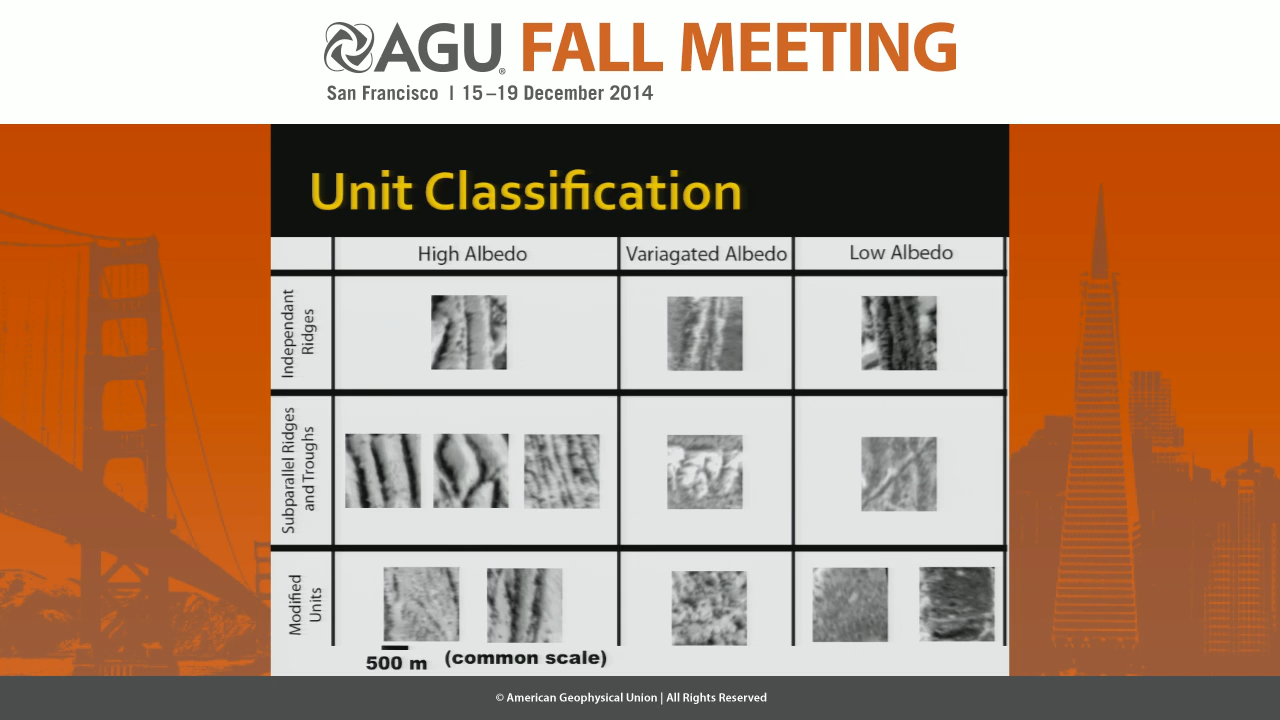 AGU FALL MEETING
San Francisco | 15–19 December 2014
Unit Classification
High Albedo
Variagated Albedo
Low Albedo
Independant
Ridges
Subparallel Ridges
and Troughs
Modified
Units
500 m
(common scale)
© American Geophysical Union | All Rights Reserved